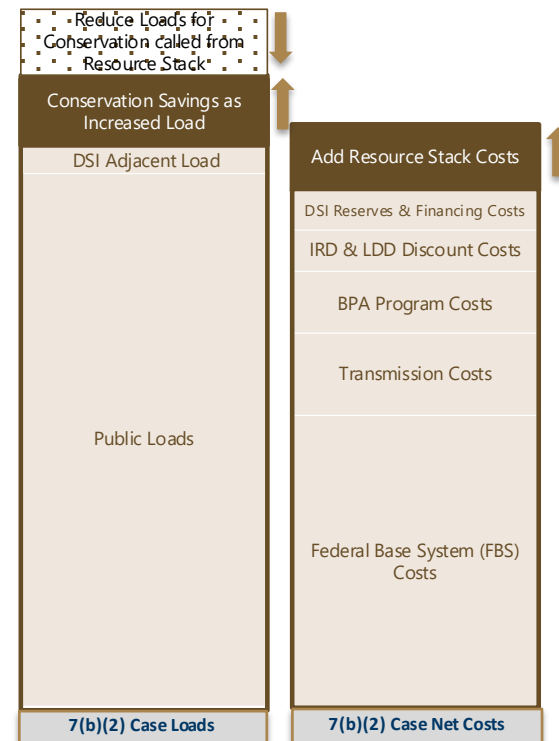 Reduce Loads for
Conservation called from
Resource Stack
Conservation Savings as
Increased Load
DSI Adjacent Load
Public Loads
7(b)(2) Case Loads
Add Resource Stack Costs
DSI Reserves & Financing Costs
IRD & LDD Discount Costs
BPA Program Costs
Transmission Costs
Federal Base System (FBS)
Costs
7(b)(2) Case Net Costs